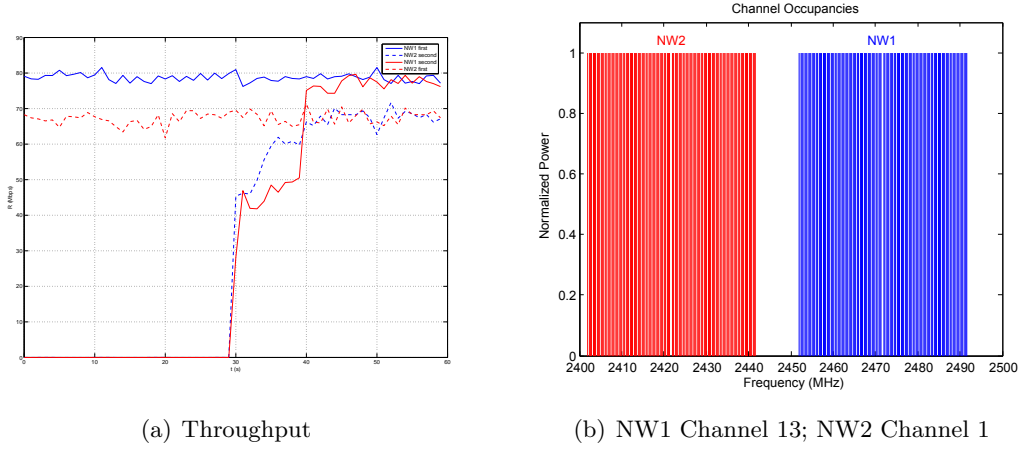 NW1 first
NW2 second
NW1 second
NW2 first
90
80
70
60
50
40
30
20
10
0
R (Mbps)
0 10 20 30 40 50 60
t (s)
(a) Throughput
Channel Occupancies
NW2 NW1
1
0.8
0.6
0.4
0.2
0
Normalized Power
2400 2410 2420 2430 2440 2450 2460 2470 2480 2490 2500
Frequency (MHz)
(b) NW1 Channel 13; NW2 Channel 1